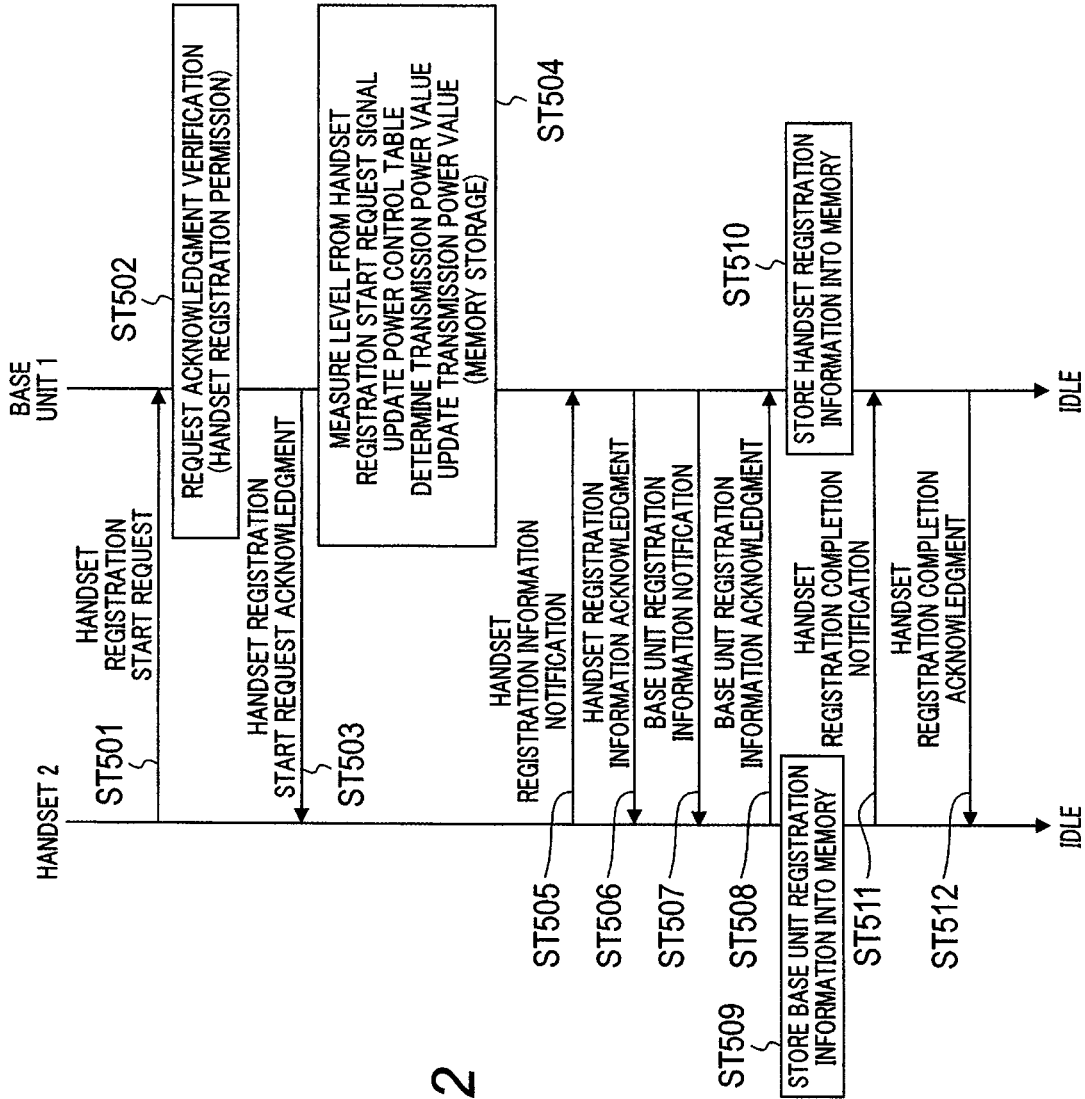 HANDSET 2
BASE
UNIT 1
HANDSET
REGISTRATION
START REQUEST
ST501
ST502
REQUEST ACKNOWLEDGMENT VERIFICATION
(HANDSET REGISTRATION PERMISSION)
HANDSET REGISTRATION
START REQUEST ACKNOWLEDGMENT
ST503
MEASURE LEVEL FROM HANDSET
REGISTRATION START REQUEST SIGNAL
UPDATE POWER CONTROL TABLE
DETERMINE TRANSMISSION POWER VALUE
UPDATE TRANSMISSION POWER VALUE
(MEMORY STORAGE)
ST504
HANDSET
REGISTRATION INFORMATION
NOTIFICATION
ST505
HANDSET REGISTRATION
INFORMATION ACKNOWLEDGMENT
ST506
BASE UNIT REGISTRATION
INFORMATION NOTIFICATION
ST507
BASE UNIT REGISTRATION
INFORMATION ACKNOWLEDGMENT
ST508
ST509
STORE BASE UNIT REGISTRATION
INFORMATION INTO MEMORY
ST510
STORE HANDSET REGISTRATION
INFORMATION INTO MEMORY
HANDSET
REGISTRATION COMPLETION
NOTIFICATION
ST511
HANDSET
REGISTRATION COMPLETION
ACKNOWLEDGMENT
ST512
IDLE
IDLE
2